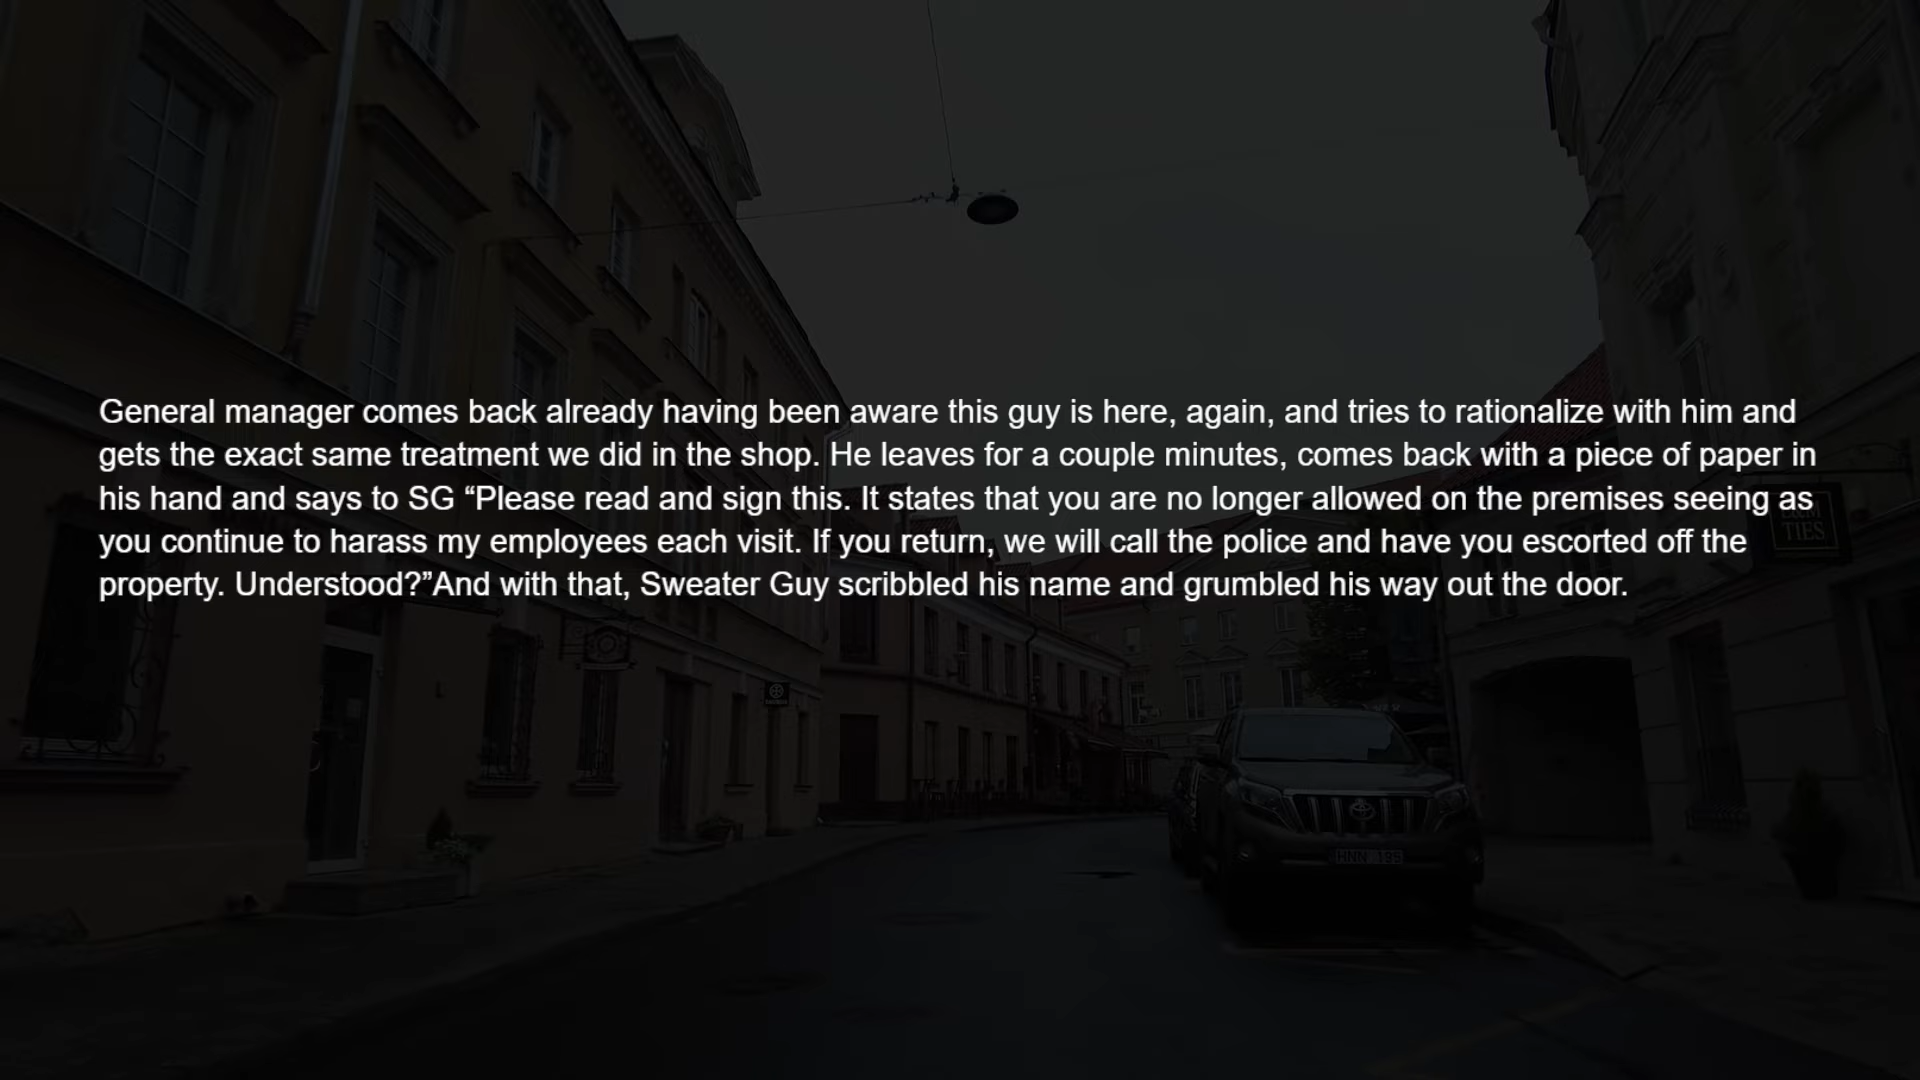 General manager comes back already having been aware this guy is here, again, and tries to rationalize with him and
gets the exact same treatment we did in the shop. He leaves for a couple minutes, comes back with a piece of paper in
his hand and says to SG “Please read and sign this. It states that you are no longer allowed on the premises seeing as
you continue to harass my employees each visit. If you return, we will call the police and have you escorted off the
property. Understood?”And with that, Sweater Guy scribbled his name and grumbled his way out the door.
TIES